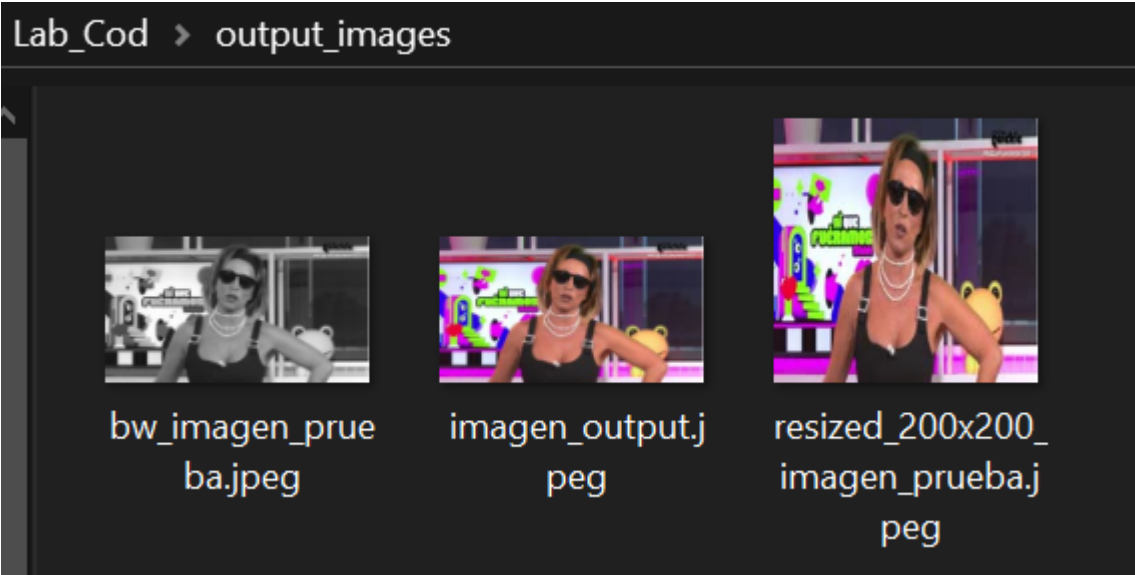 Lab_Cod > output_images
bw_imagen_prue
ba.jpeg
imagen_output.j
peg
resized_200x200_
imagen_prueba.j
peg